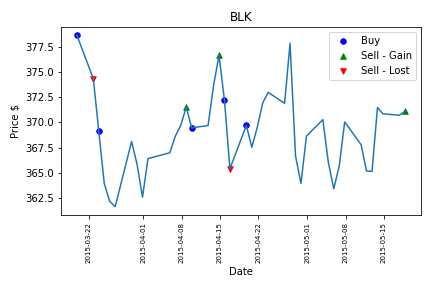 BLK
Buy
Sell - Gain
Sell - Lost
Price $
377.5
375.0
372.5
370.0
367.5
365.0
362.5
2015-03-22
2015-04-01
2015-04-08
2015-04-15
2015-04-22
2015-05-01
2015-05-08
2015-05-15
Date